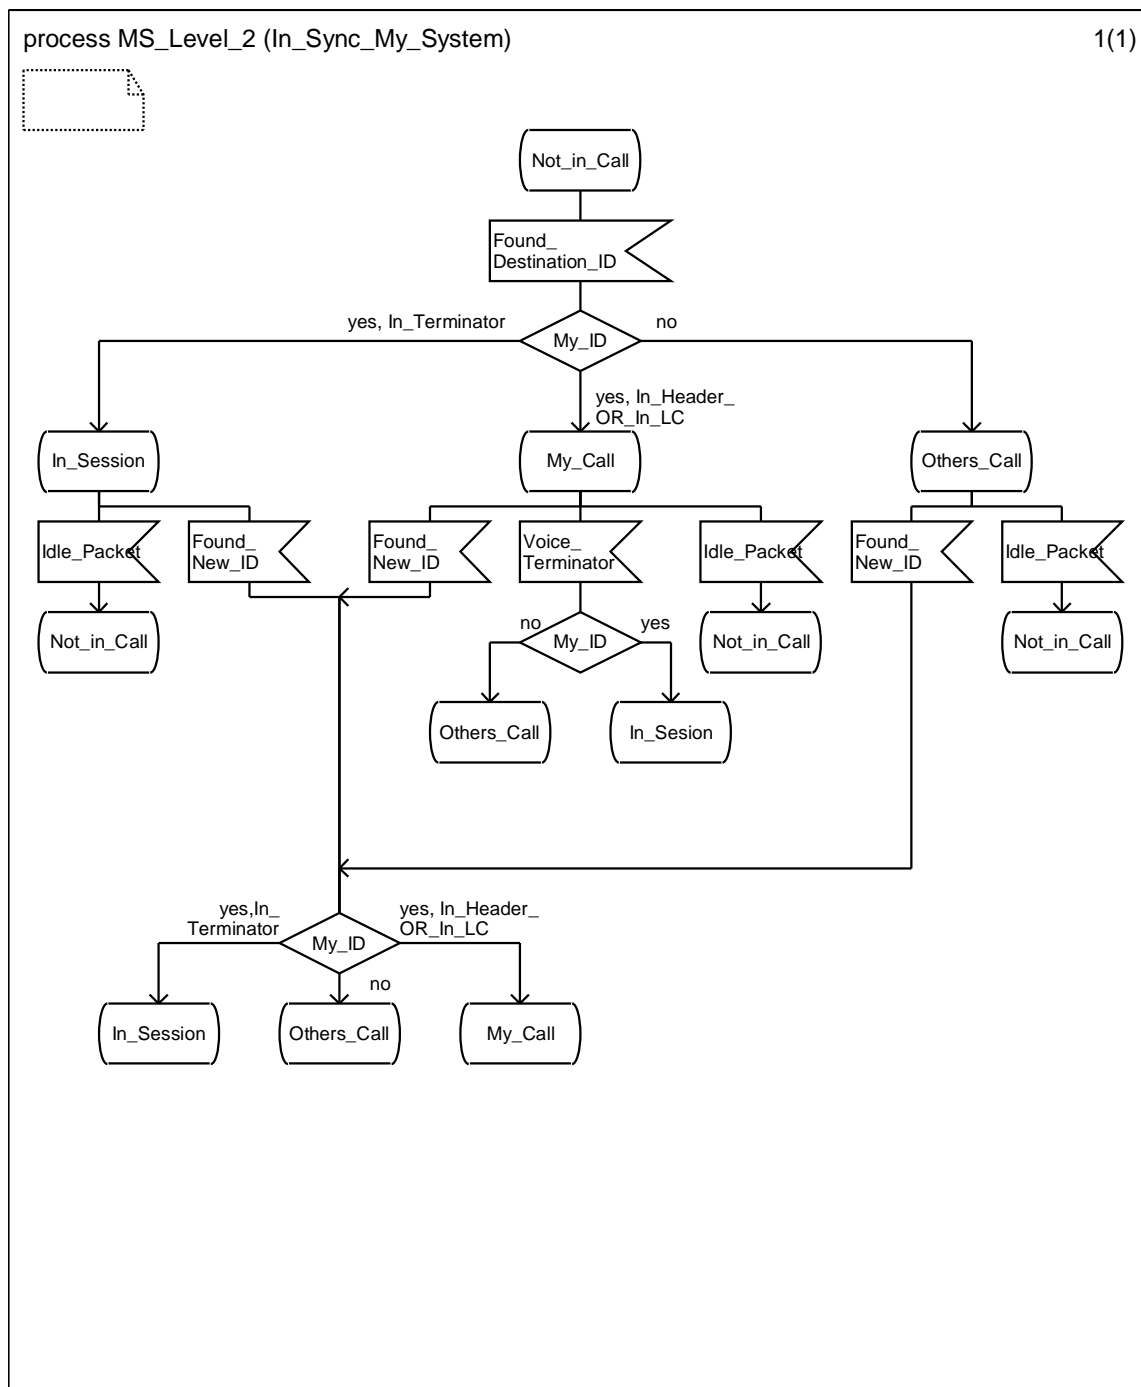 process MS_Level_2 (In_Sync_My_System)
1(1)
Not_in_Call
Found_
Destination_ID
yes, In_Terminator
My_ID
no
yes, In_Header_
OR_In_LC
In_Session
My_Call
Others_Call
Idle_Packet
Found_
New_ID
Found_
New_ID
Voice_
Terminator
Idle_Packet
Found_
New_ID
Idle_Packet
Not_in_Call
no
My_ID
yes
Not_in_Call
Not_in_Call
Others_Call
In_Sesion
yes,In_
Terminator
My_ID
yes, In_Header_
OR_In_LC
no
In_Session
Others_Call
My_Call